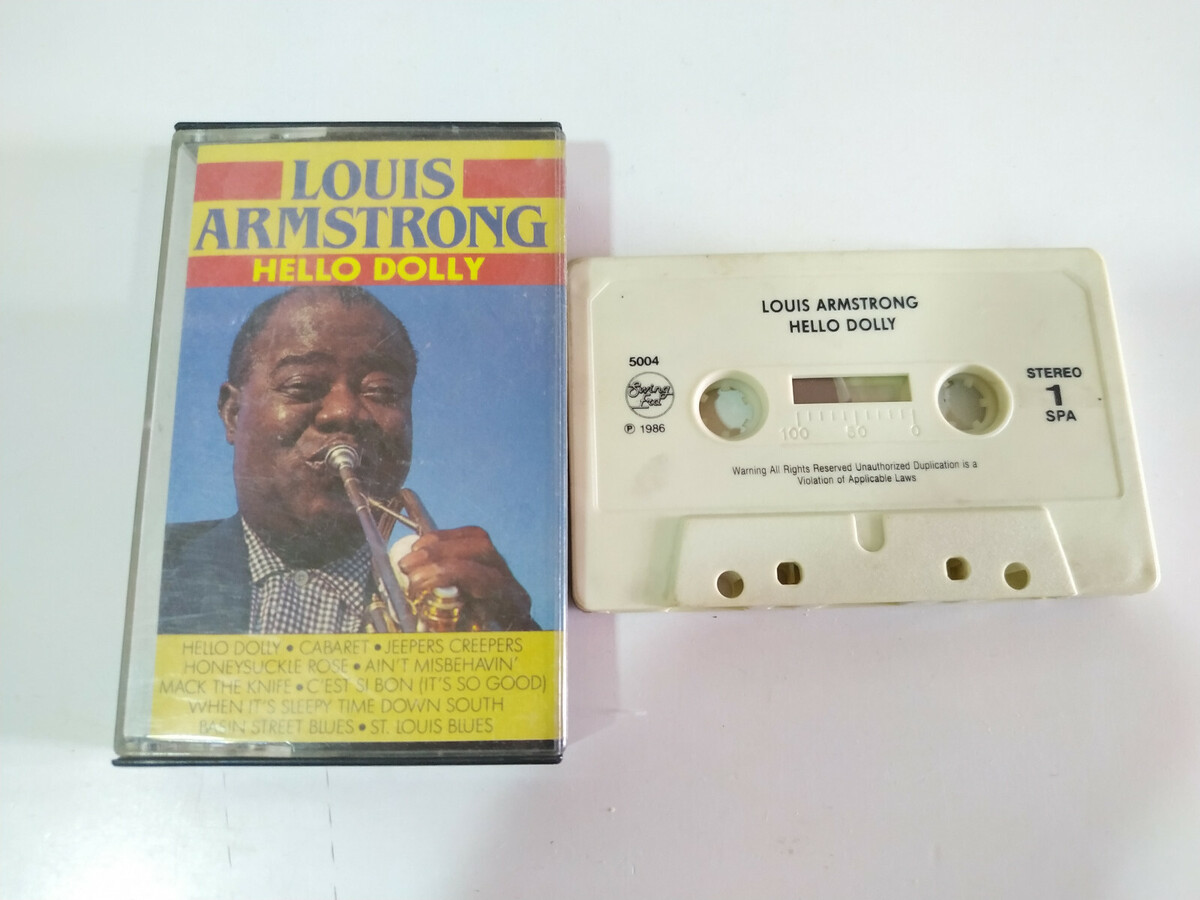 LOUIS
ARMSTRONG
HELLO DOLLY
HELLO DOLLY • CABARET • JEEPERS CREEPERS
HONEYSUCKLE ROSE • AIN'T MISBEHAVIN'
MACK THE KNIFE • C'EST SI BON (IT'S SO GOOD)
WHEN IT'S SLEEPY TIME DOWN SOUTH
BASIN STREET BLUES • ST. LOUIS BLUES
LOUIS ARMSTRONG
HELLO DOLLY
5004
Swing
Ⓟ 1986
100 50 0
STEREO
1
SPA
Warning All Rights Reserved Unauthorized Duplication is a
Violation of Applicable Laws